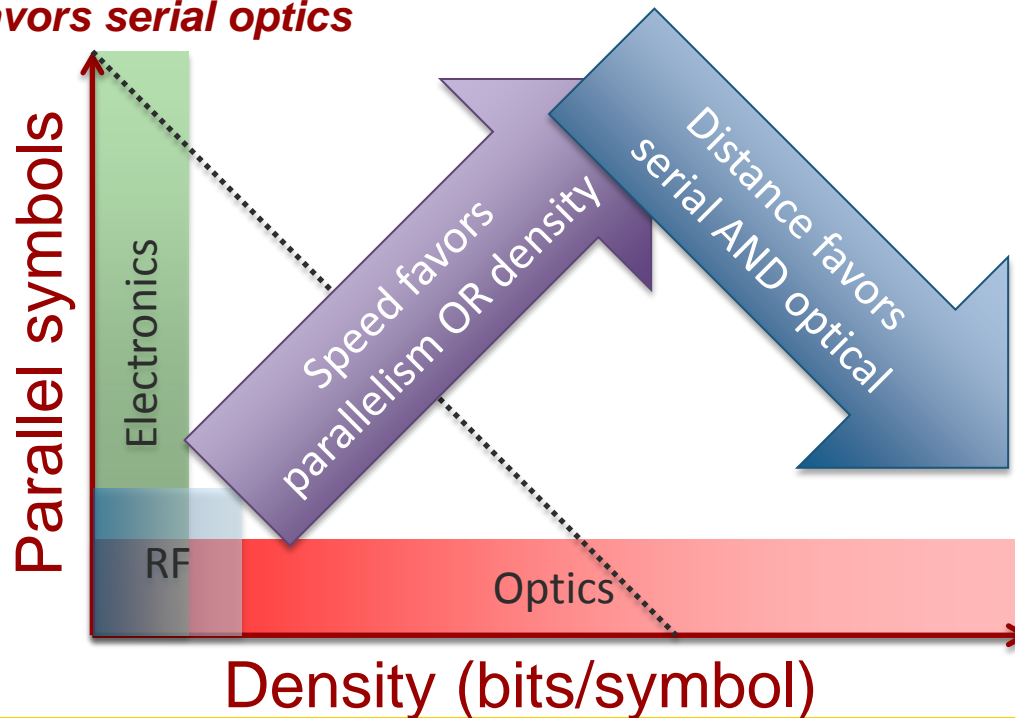 avors serial optics
Parallel symbols
Electronics
Speed favors
parallelism OR density
Distance favors
serial AND optical
RF
Optics
Density (bits/symbol)